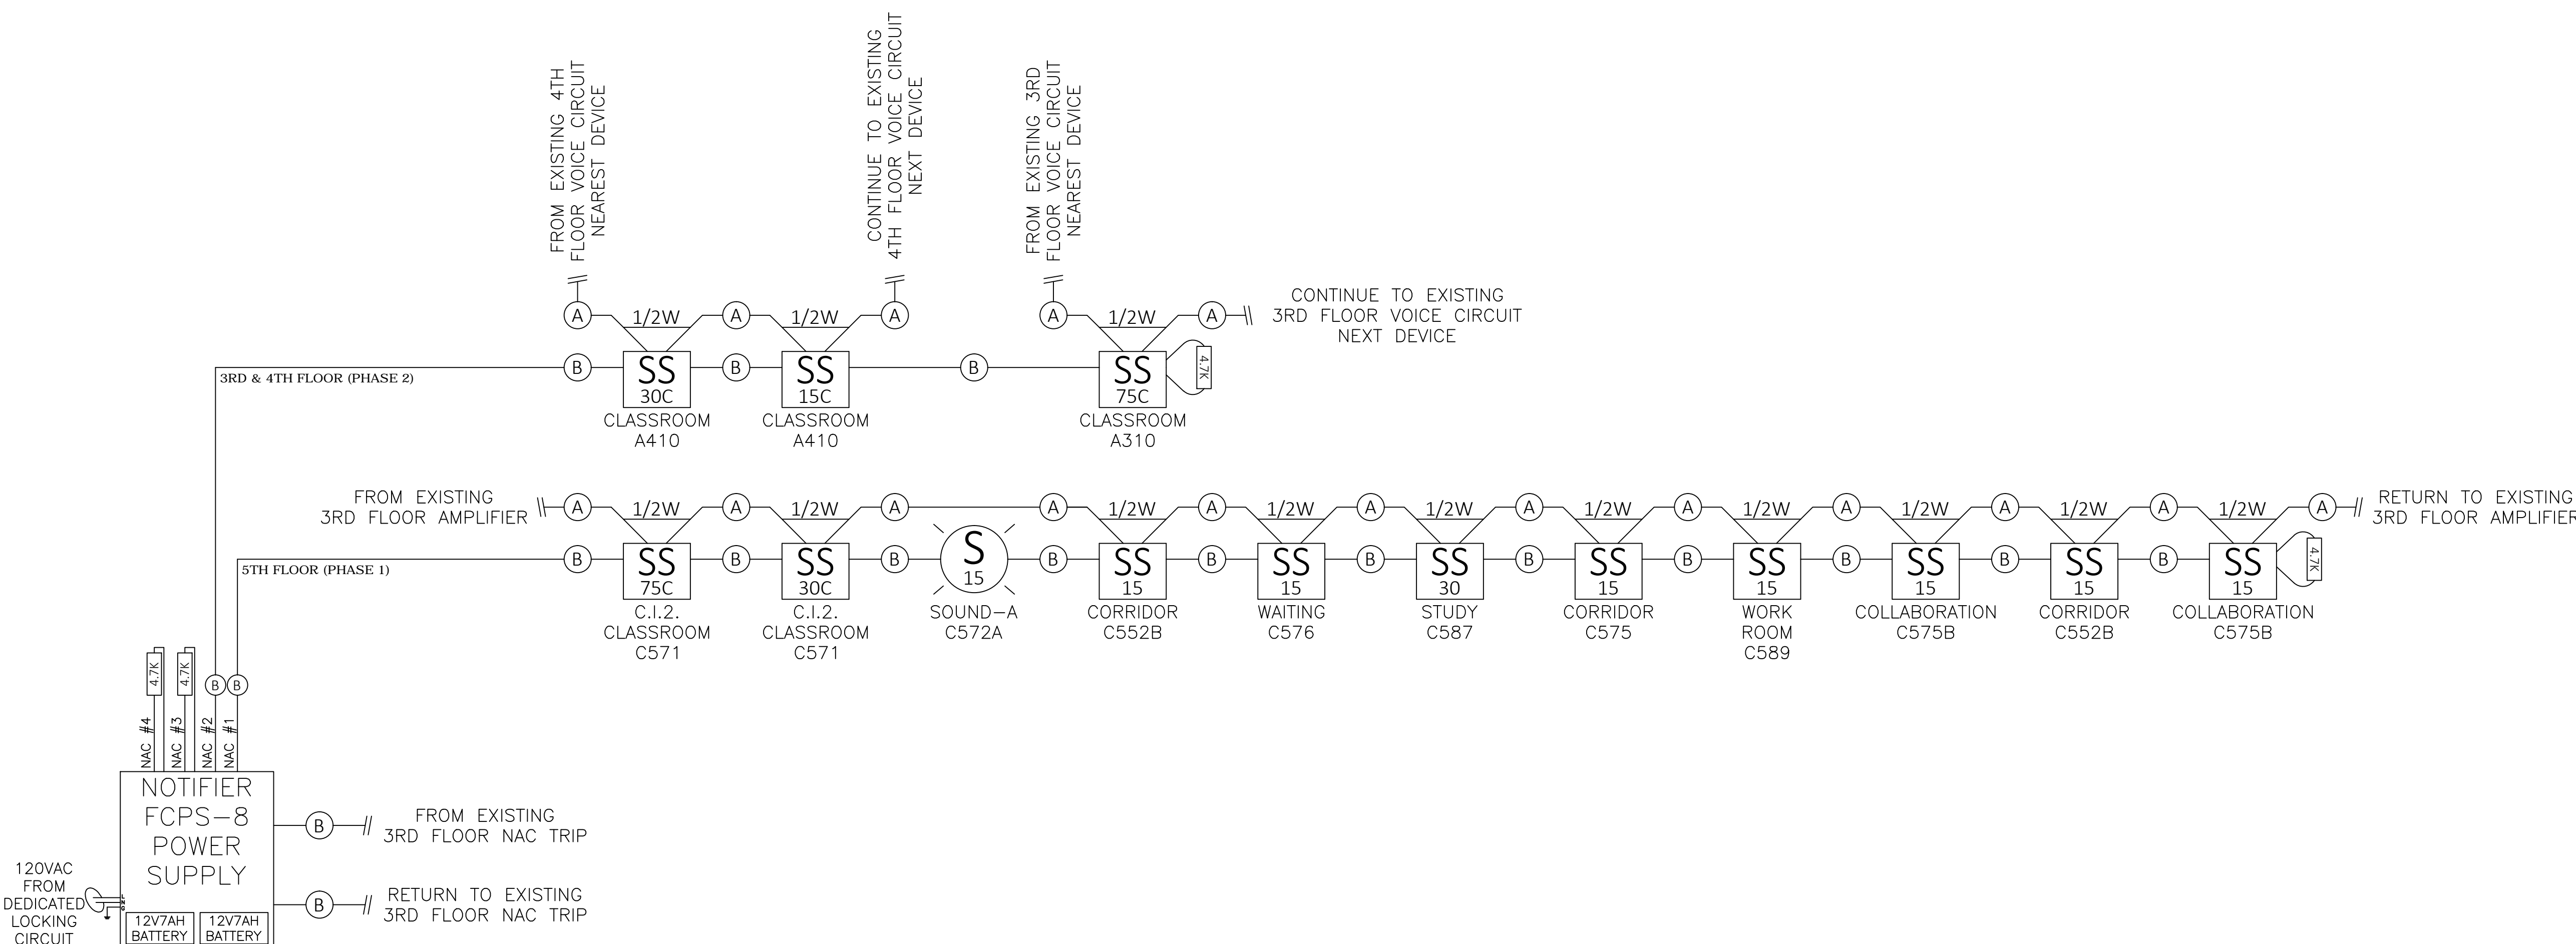 FROM EXISTING 4TH
FLOOR VOICE CIRCUIT
NEAREST DEVICE
CONTINUE TO EXISTING
4TH FLOOR VOICE CIRCUIT
NEXT DEVICE
FROM EXISTING 3RD
FLOOR VOICE CIRCUIT
NEAREST DEVICE
A 1/2W A 1/2W A
A 1/2W A
CONTINUE TO EXISTING
3RD FLOOR VOICE CIRCUIT
NEXT DEVICE
3RD & 4TH FLOOR (PHASE 2)
B SS B SS B SS 4.7K
30C 15C 75C
CLASSROOM CLASSROOM CLASSROOM
A410 A410 A310
FROM EXISTING
3RD FLOOR AMPLIFIER
A 1/2W A 1/2W A A 1/2W A 1/2W A 1/2W A 1/2W A 1/2W A 1/2W A 1/2W A 1/2W A
RETURN TO EXISTING
3RD FLOOR AMPLIFIER
5TH FLOOR (PHASE 1)
B SS B SS B S B SS B SS B SS B SS B SS B SS B SS B SS 4.7K
75C 30C 15 15 15 30 15 15 15 15 15
C.I.2.
CLASSROOM
C571
C.I.2.
CLASSROOM
C571
SOUND-A
C572A
CORRIDOR
C552B
WAITING
C576
STUDY
C587
CORRIDOR
C575
WORK
ROOM
C589
COLLABORATION
C575B
CORRIDOR
C552B
COLLABORATION
C575B
4.7K 4.7K B B
NAC #4 NAC #3 NAC #2 NAC #1
NOTIFIER
FCPS-8
POWER
SUPPLY
B
FROM EXISTING
3RD FLOOR NAC TRIP
B
RETURN TO EXISTING
3RD FLOOR NAC TRIP
120VAC
FROM
DEDICATED
LOCKING
CIRCUIT
12V7AH
BATTERY
12V7AH
BATTERY